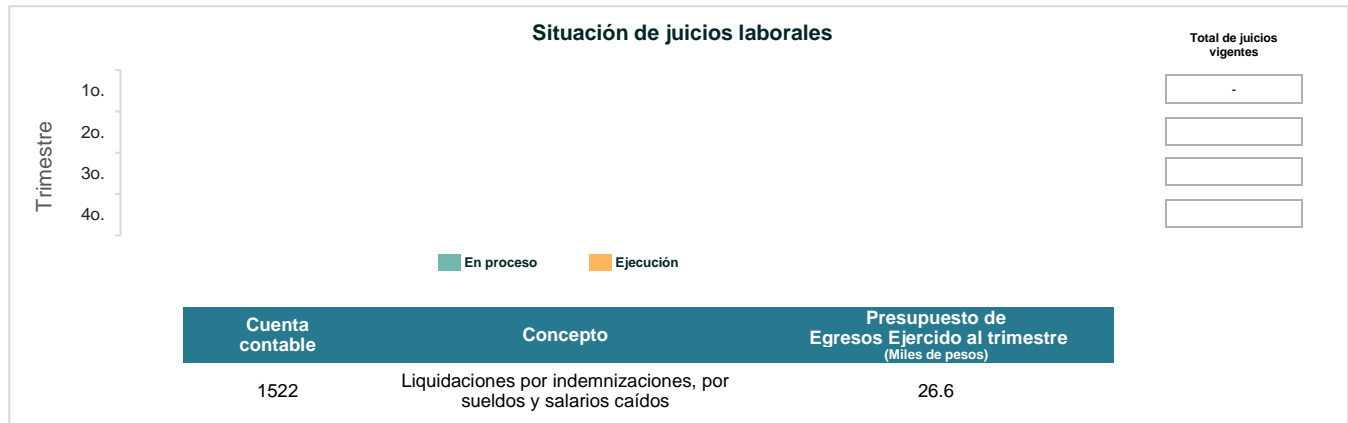 Situación de juicios laborales
Total de juicios
vigentes
Trimestre
1o.
-
2o.
3o.
4o.
En proceso
Ejecución
Cuenta
contable
Concepto
Presupuesto de
Egresos Ejercido al trimestre
(Miles de pesos)
1522
Liquidaciones por indemnizaciones, por
sueldos y salarios caídos
26.6